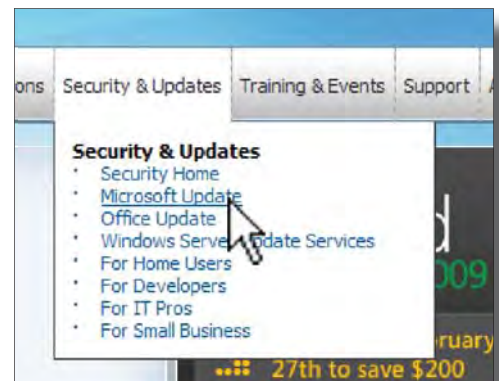 ons Security & Updates Training & Events Support
Security & Updates
· Security Home
· Microsoft Update
· Office Update
· Windows Server Update Services
· For Home Users
· For Developers
· For IT Pros
· For Small Business
d
009
ruary
27th to save $200